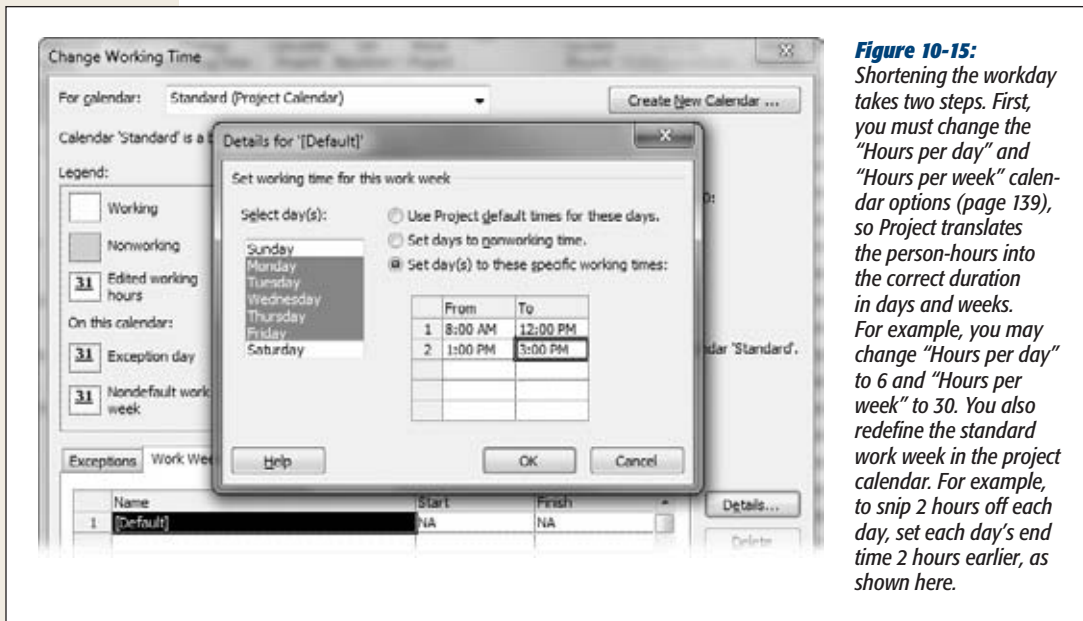 Change Working Time
For calendar: Standard (Project Calendar)
Create New Calendar ...
Calendar 'Standard' is a
Legend:
Working
Nonworking
31 Edited working
hours
On this calendar:
31 Exception day
31 Nondefault work
week
Details for '[Default]'
Set working time for this work week
Select day(s):
Sunday
Monday
Tuesday
Wednesday
Thursday
Friday
Saturday
Use Project default times for these days.
Set days to nonworking time.
Set day(s) to these specific working times:
From To
1 8:00 AM 12:00 PM
2 1:00 PM 3:00 PM
Help OK Cancel
'Standard'.
Exceptions Work
Name Start Finish
1 [Default] NA NA
Details...
Delete
Figure 10-15:
Shortening the workday
takes two steps. First,
you must change the
“Hours per day” and
“Hours per week” calen-
dar options (page 139),
so Project translates
the person-hours into
the correct duration
in days and weeks.
For example, you may
change “Hours per day”
to 6 and “Hours per
week” to 30. You also
redefine the standard
work week in the project
calendar. For example,
to snip 2 hours off each
day, set each day’s end
time 2 hours earlier, as
shown here.